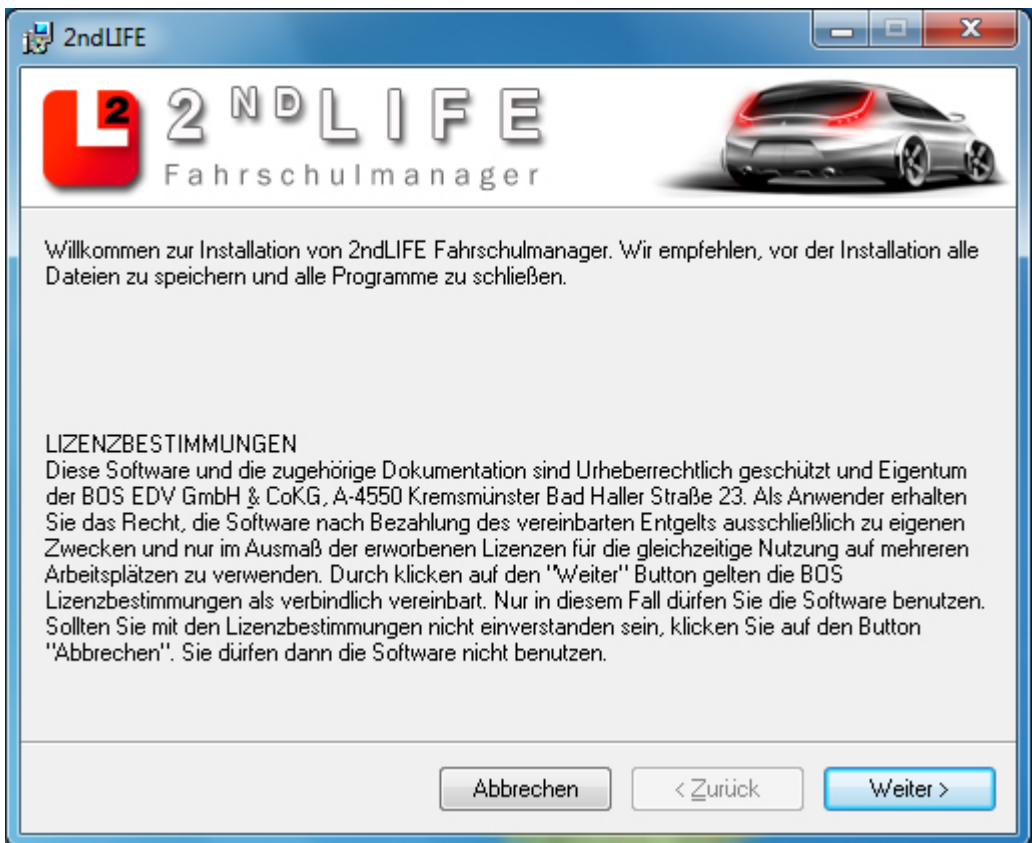 2ndLIFE
L2
2NDLIFE
Fahrschulmanager
Willkommen zur Installation von 2ndLIFE Fahrschulmanager. Wir empfehlen, vor der Installation alle
Dateien zu speichern und alle Programme zu schließen.
LIZENZBESTIMMUNGEN
Diese Software und die zugehörige Dokumentation sind Urheberrechtlich geschützt und Eigentum
der BOS EDV GmbH & CoKG, A-4550 Kremsmünster Bad Haller Straße 23. Als Anwender erhalten
Sie das Recht, die Software nach Bezahlung des vereinbarten Entgelts ausschließlich zu eigenen
Zwecken und nur im Ausmaß der erworbenen Lizenzen für die gleichzeitige Nutzung auf mehreren
Arbeitsplätzen zu verwenden. Durch klicken auf den "Weiter" Button gelten die BOS
Lizenzbestimmungen als verbindlich vereinbart. Nur in diesem Fall dürfen Sie die Software benutzen.
Sollten Sie mit den Lizenzbestimmungen nicht einverstanden sein, klicken Sie auf den Button
"Abbrechen". Sie dürfen dann die Software nicht benutzen.
Abbrechen
< Zurück
Weiter >